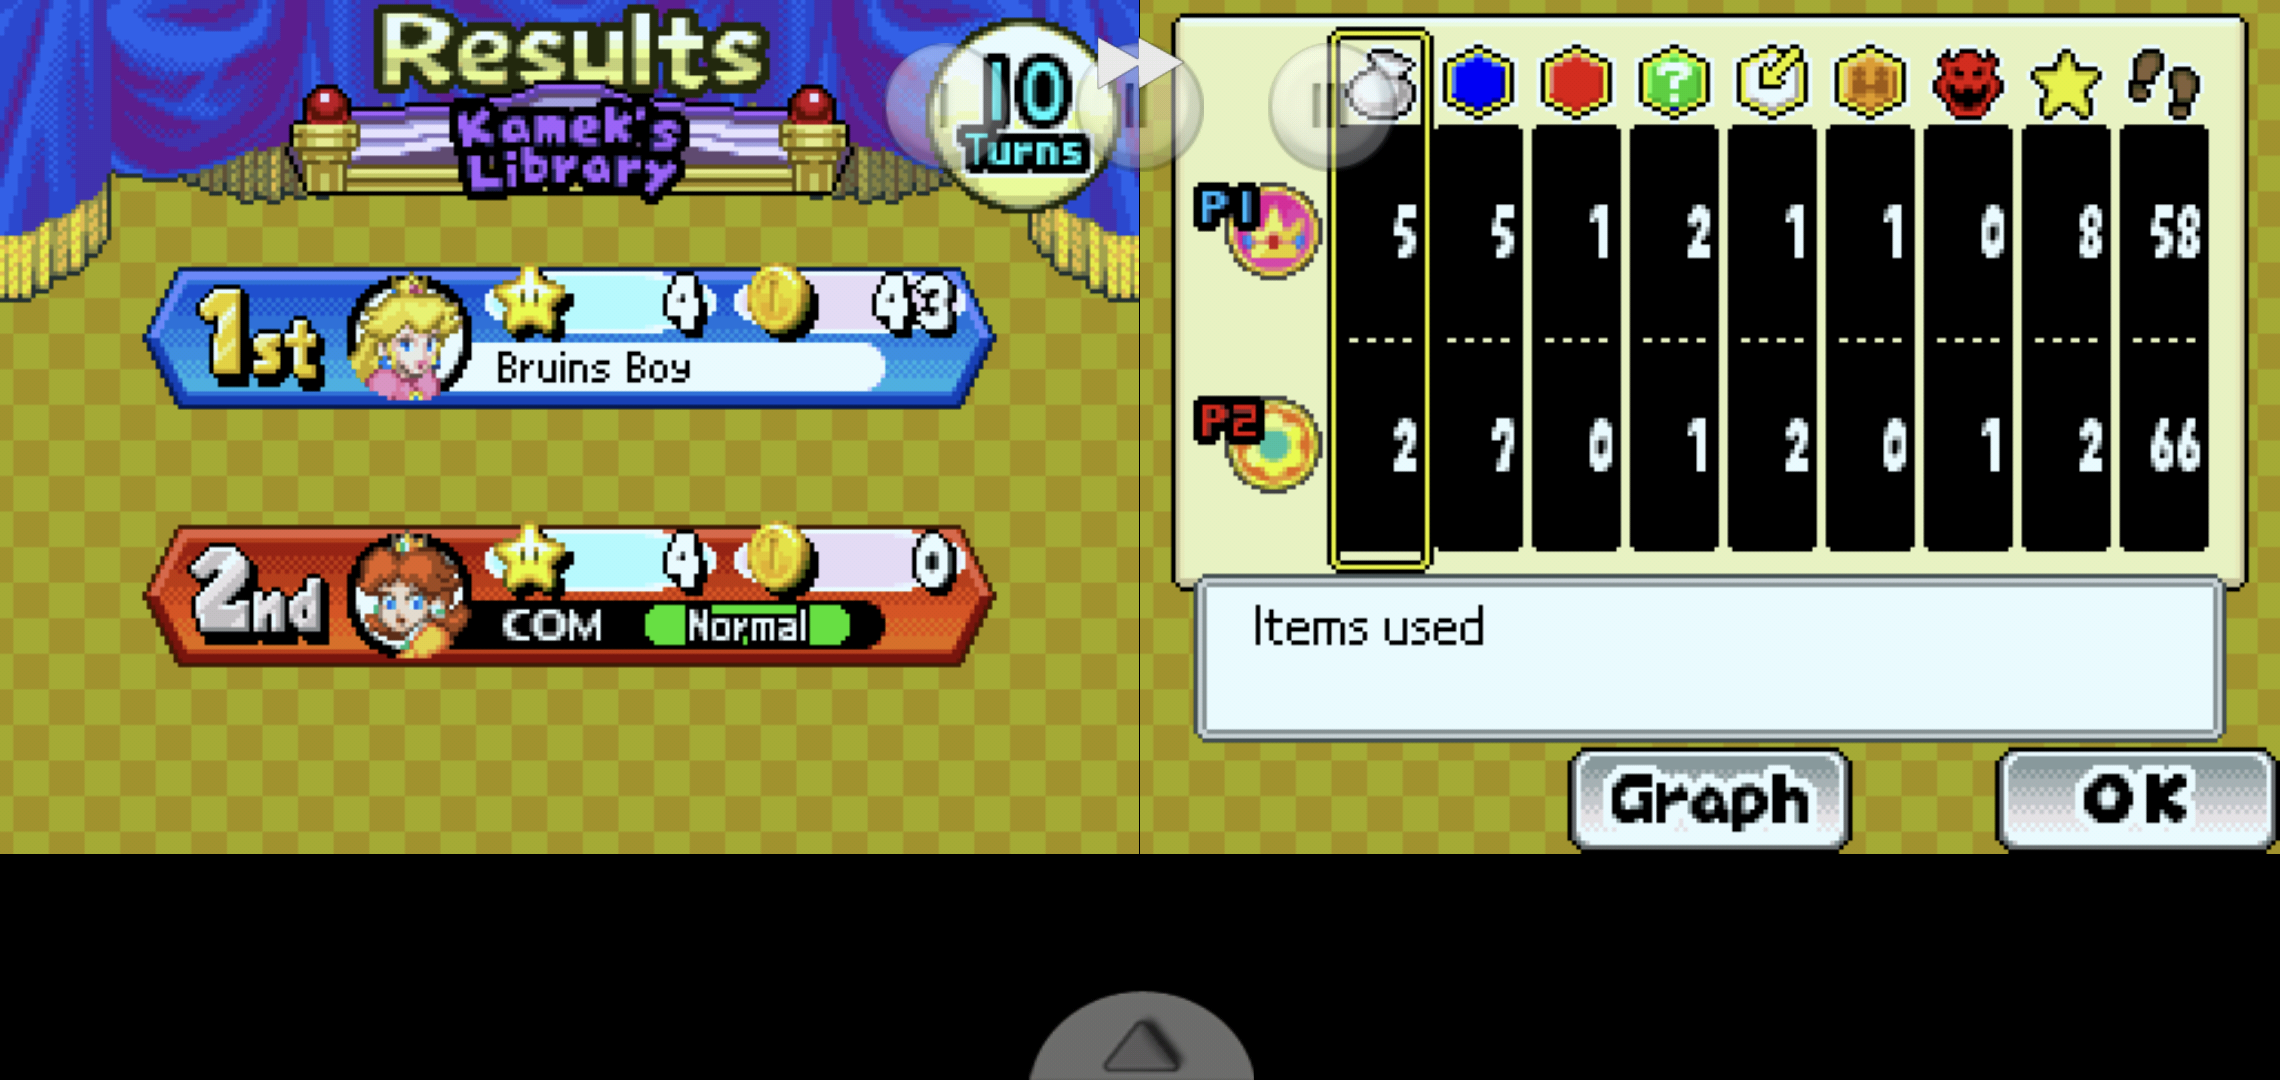 Results
Kamek's
Library
10
Turns
1st
4
43
Bruins Boy
2nd
4
0
COM
Normal
?
H
P1
5 5 1 2 1 1 0 8 58
P2
2 7 0 1 2 0 1 2 66
Items used
Graph
OK